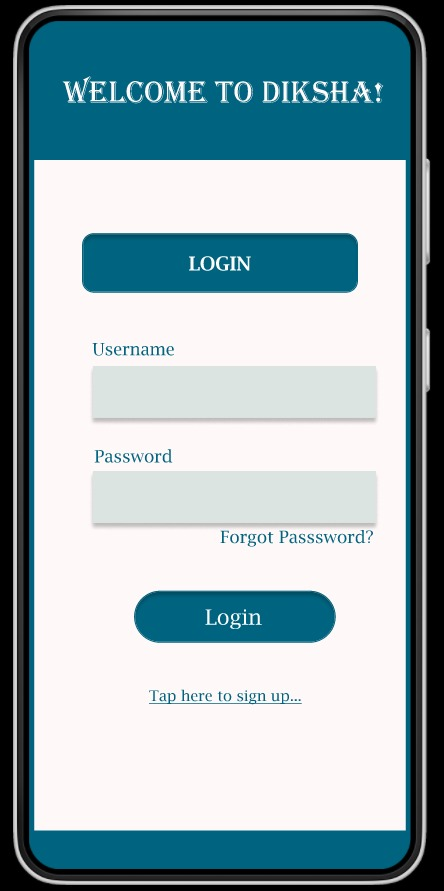 WELCOME TO DIKSHA!
LOGIN
Username
Password
Forgot Passsword?
Login
Tap here to sign up...